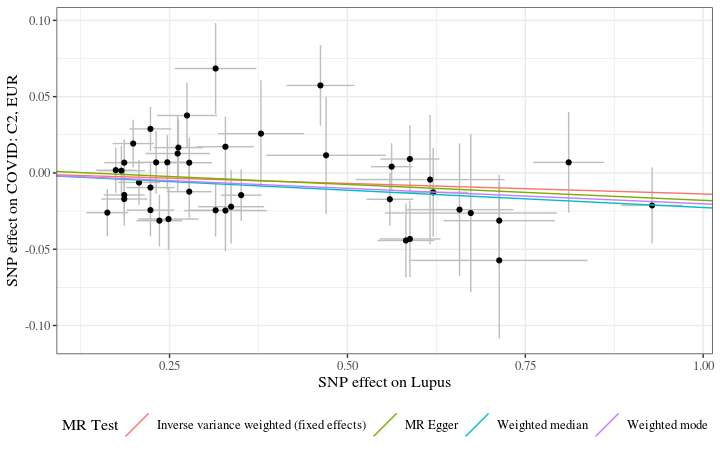 0.10
0.05
0.00
-0.05
-0.10
SNP effect on COVID: C2, EUR
0.25
0.50
0.75
1.00
SNP effect on Lupus
MR Test
Inverse variance weighted (fixed effects)
MR Egger
Weighted median
Weighted mode